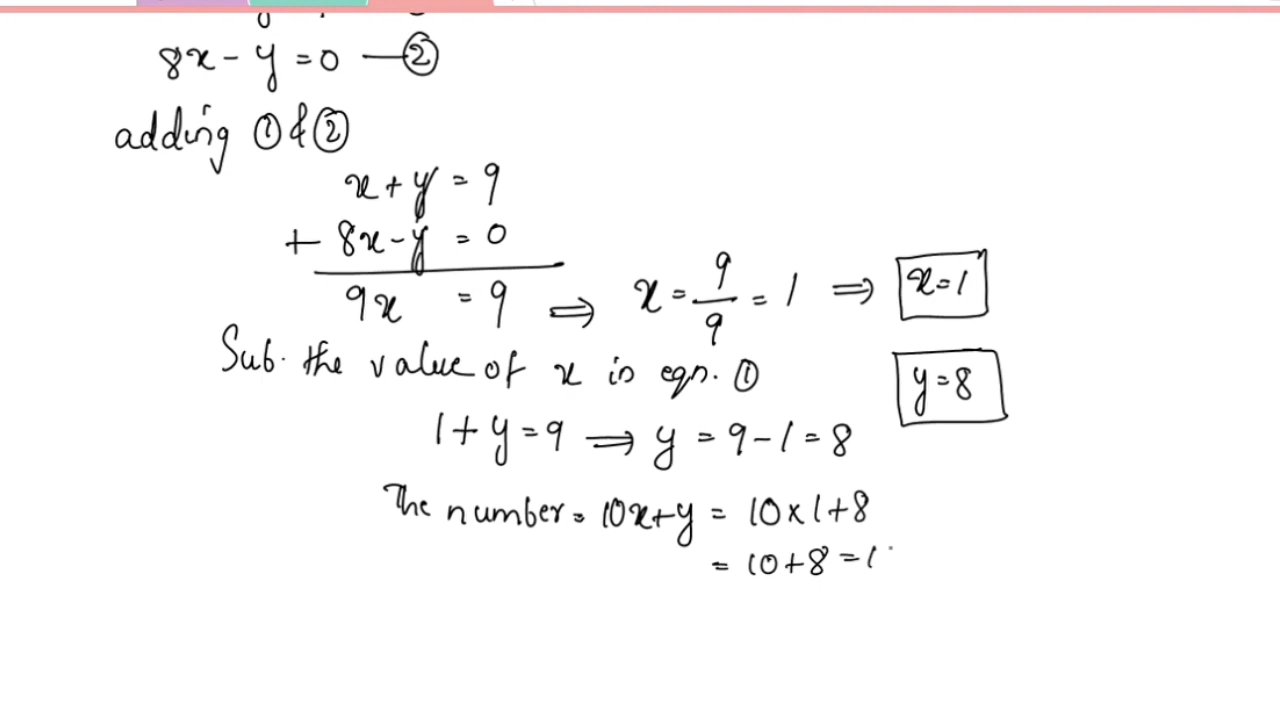 8x - y = 0 — ②
adding ① & ②
x + y = 9
+ 8x - y = 0
9x = 9 ⟹ x = 9/9 = 1 ⟹ x = 1
Sub. the value of x in eqn. ①
y = 8
1 + y = 9 ⟹ y = 9 - 1 = 8
The number = 10x + y = 10 × 1 + 8
= 10 + 8 = 1